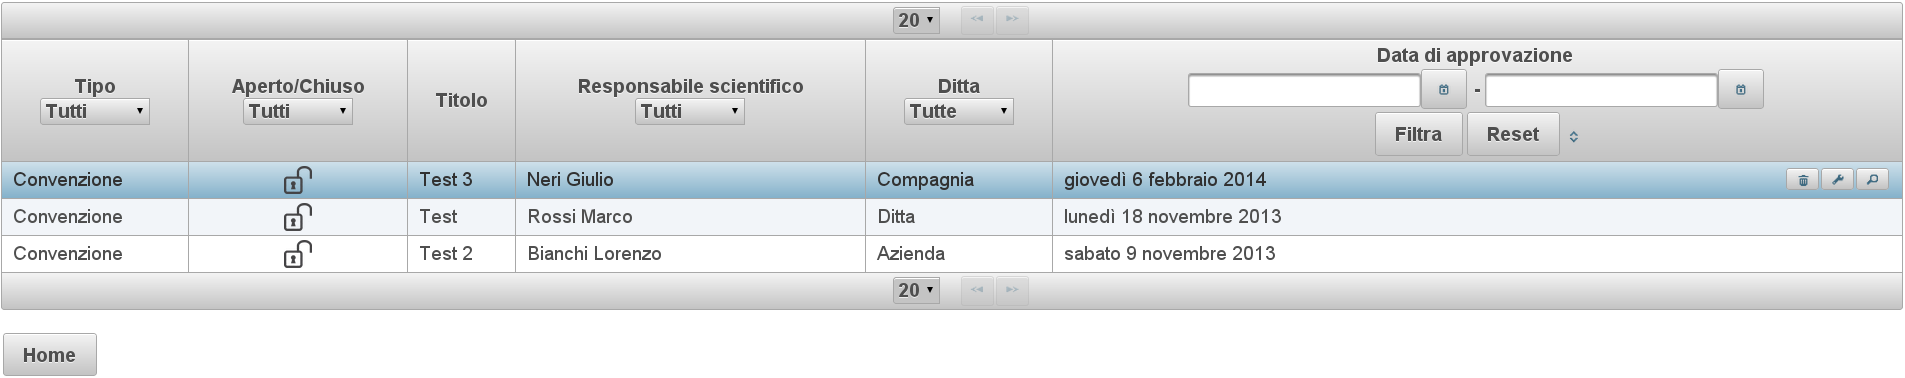 20
Tipo Aperto/Chiuso Titolo Responsabile scientifico Ditta Data di approvazione
Tutti Tutti Tutti Tutte -
Filtra Reset
Convenzione Test 3 Neri Giulio Compagnia giovedì 6 febbraio 2014
Convenzione Test Rossi Marco Ditta lunedì 18 novembre 2013
Convenzione Test 2 Bianchi Lorenzo Azienda sabato 9 novembre 2013
20
Home